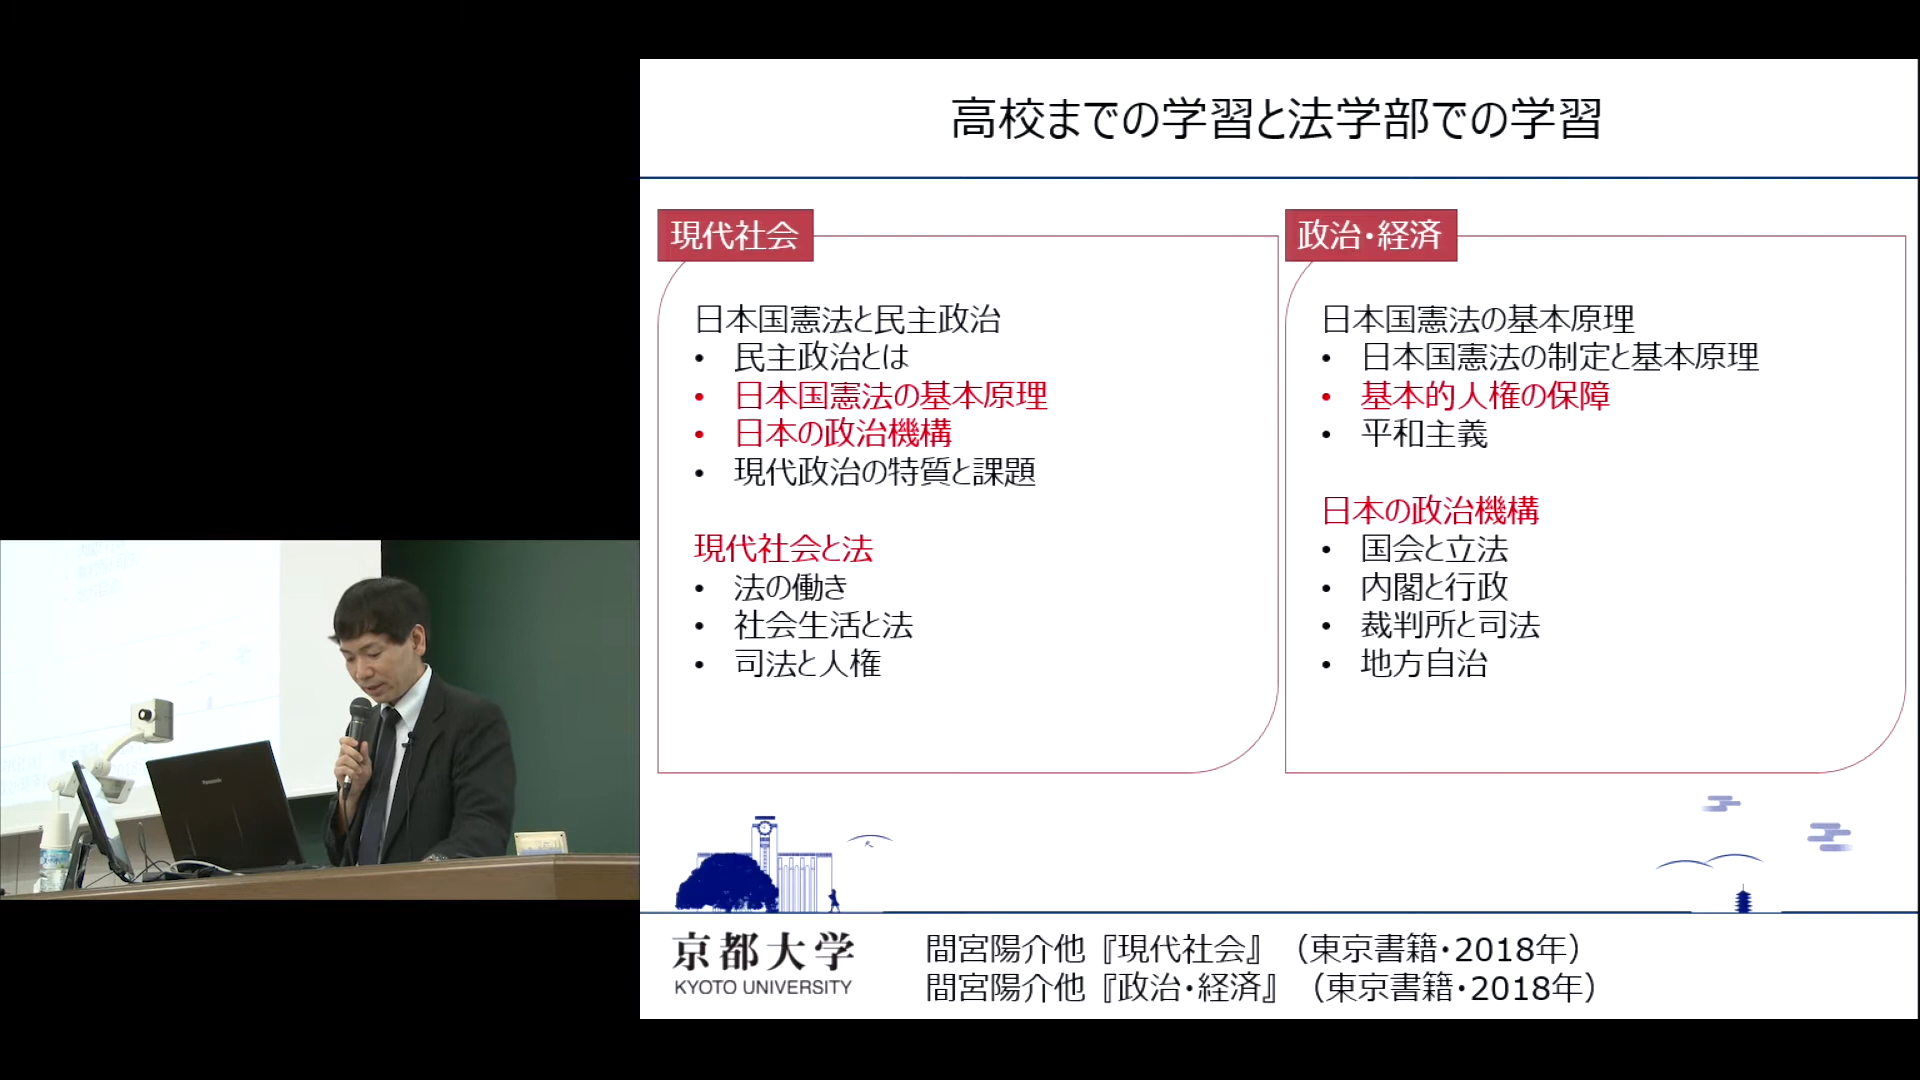 高校までの学習と法学部での学習
現代社会
日本国憲法と民主政治
• 民主政治とは
• 日本国憲法の基本原理
• 日本の政治機構
• 現代政治の特質と課題
現代社会と法
• 法の働き
• 社会生活と法
• 司法と人権
政治・経済
日本国憲法の基本原理
• 日本国憲法の制定と基本原理
• 基本的人権の保障
• 平和主義
日本の政治機構
• 国会と立法
• 内閣と行政
• 裁判所と司法
• 地方自治
京都大学
KYOTO UNIVERSITY
間宮陽介他『現代社会』（東京書籍・2018年）
間宮陽介他『政治・経済』（東京書籍・2018年）
Panasonic